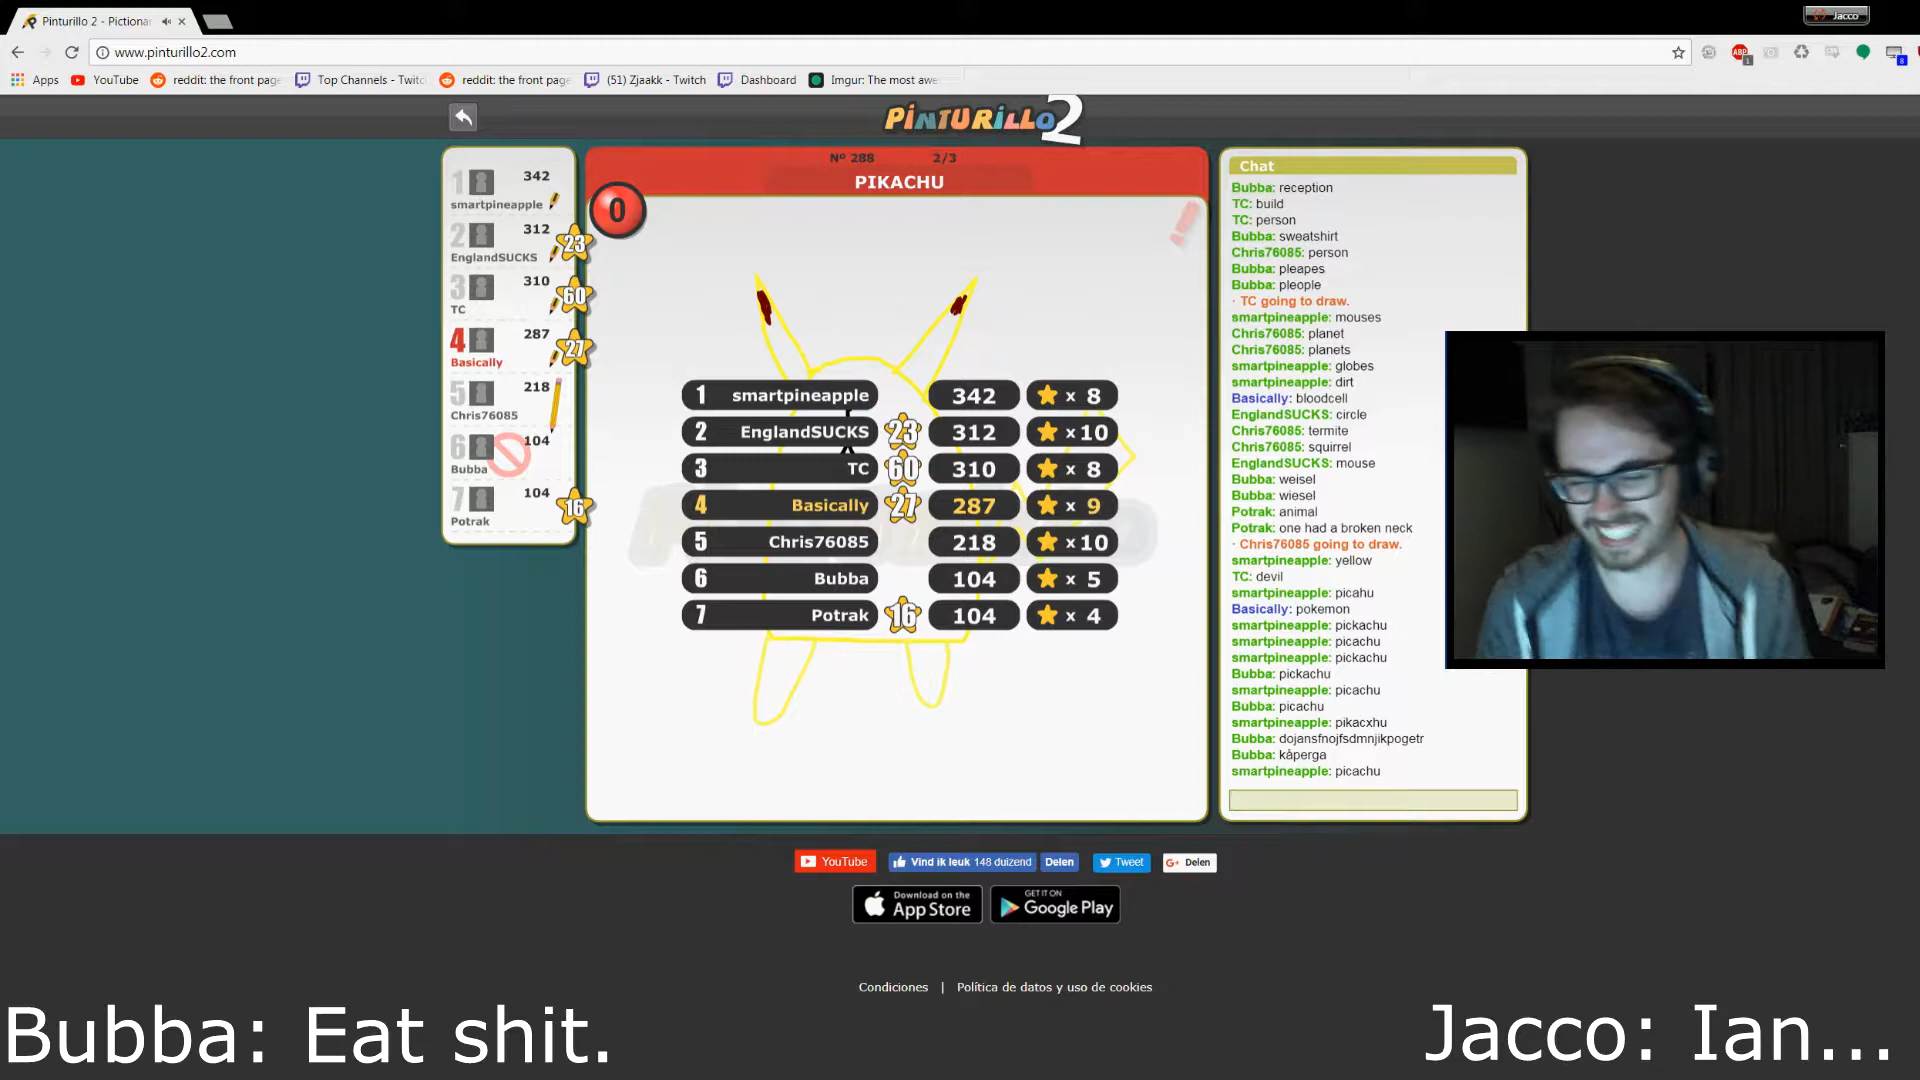 Pinturillo 2 - Pictionar
Jacco
www.pinturillo2.com
ABP
1
8
Apps
YouTube
reddit: the front page
Top Channels - Twitc
reddit: the front page
(51) Zjaakk - Twitch
Dashboard
Imgur: The most awe
PINTURILLO 2
1 342 smartpineapple
2 312 EnglandSUCKS 23
3 310 TC 60
4 287 Basically 27
5 218 Chris76085
6 104 Bubba
7 104 Potrak 16
Nº 288 2/3
PIKACHU
0
1 smartpineapple 342 x 8
2 EnglandSUCKS 23 312 x 10
3 TC 60 310 x 8
4 Basically 27 287 x 9
5 Chris76085 218 x 10
6 Bubba 104 x 5
7 Potrak 16 104 x 4
Chat
Bubba: reception
TC: build
TC: person
Bubba: sweatshirt
Chris76085: person
Bubba: pleapes
Bubba: pleople
· TC going to draw.
smartpineapple: mouses
Chris76085: planet
Chris76085: planets
smartpineapple: globes
smartpineapple: dirt
Basically: bloodcell
EnglandSUCKS: circle
Chris76085: termite
Chris76085: squirrel
EnglandSUCKS: mouse
Bubba: weisel
Bubba: wiesel
Potrak: animal
Potrak: one had a broken neck
· Chris76085 going to draw.
smartpineapple: yellow
TC: devil
smartpineapple: picahu
Basically: pokemon
smartpineapple: pickachu
smartpineapple: picachu
smartpineapple: pickachu
Bubba: pickachu
smartpineapple: picachu
Bubba: picachu
smartpineapple: pikacxhu
Bubba: dojansfnojfsdmnjikpogetr
Bubba: kåperga
smartpineapple: picachu
YouTube
Vind ik leuk 148 duizend
Delen
Tweet
G+ Delen
Download on the
App Store
GET IT ON
Google Play
Condiciones | Política de datos y uso de cookies
Bubba: Eat shit.
Jacco: Ian...